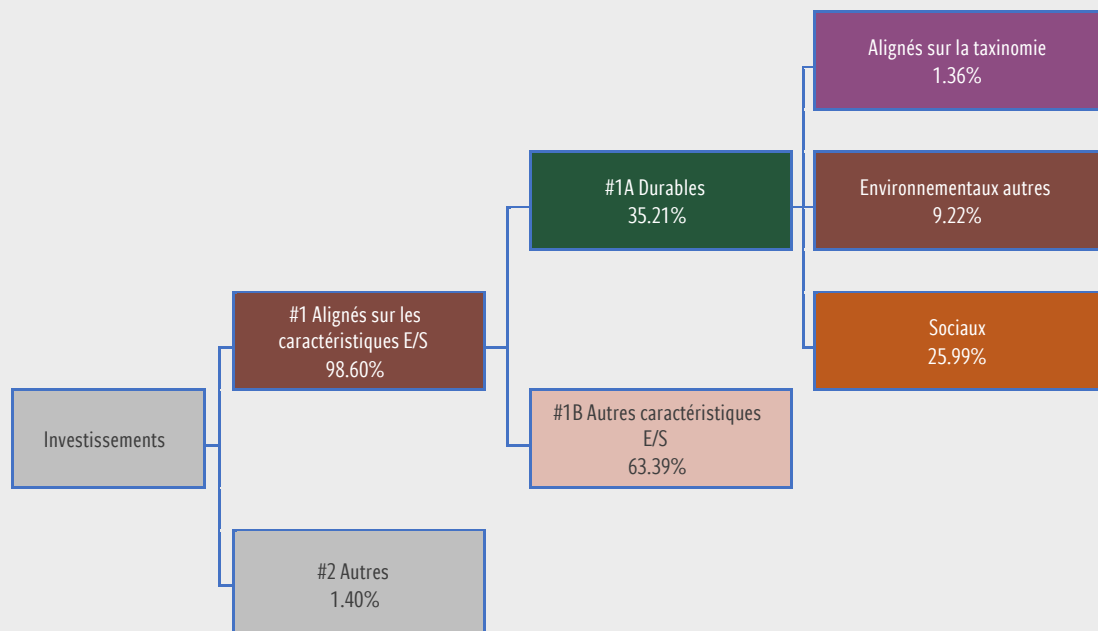 Alignés sur la taxinomie
1.36%
#1A Durables
35.21%
Environnementaux autres
9.22%
#1 Alignés sur les
caractéristiques E/S
98.60%
Sociaux
25.99%
Investissements
#1B Autres caractéristiques
E/S
63.39%
#2 Autres
1.40%